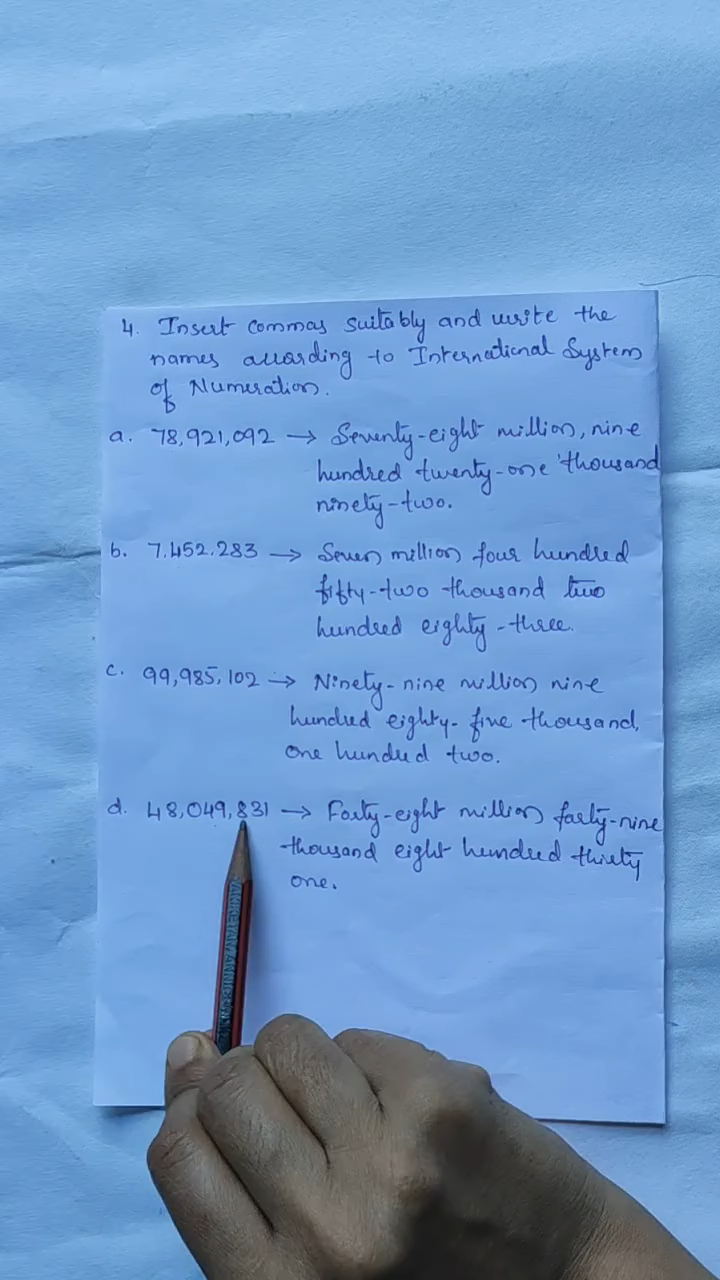 4. Insert commas suitably and write the
names according to International System
of Numeration.
a. 78,921,092 → Seventy-eight million, nine
hundred twenty-one thousand
ninety-two.
b. 7,452,283 → Seven million four hundred
fifty-two thousand two
hundred eighty-three.
c. 99,985,102 → Ninety-nine million nine
hundred eighty-five thousand,
one hundred two.
d. 48,049,831 → Forty-eight million forty-nine
thousand eight hundred thirty
one.